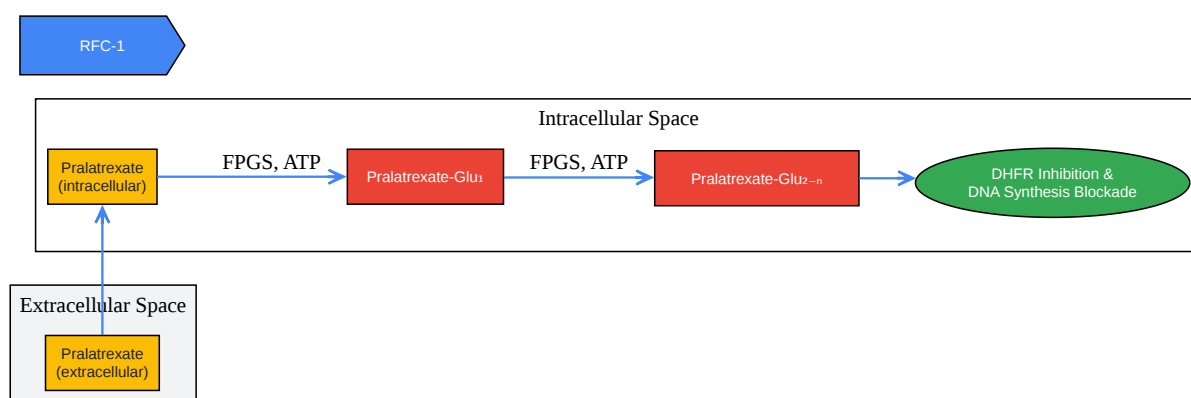 RFC-1
Intracellular Space
Pralatrexate
(intracellular)
FPGS, ATP
Pralatrexate-Glu₁
FPGS, ATP
Pralatrexate-Glu₂₋ₙ
DHFR Inhibition &
DNA Synthesis Blockade
Extracellular Space
Pralatrexate
(extracellular)